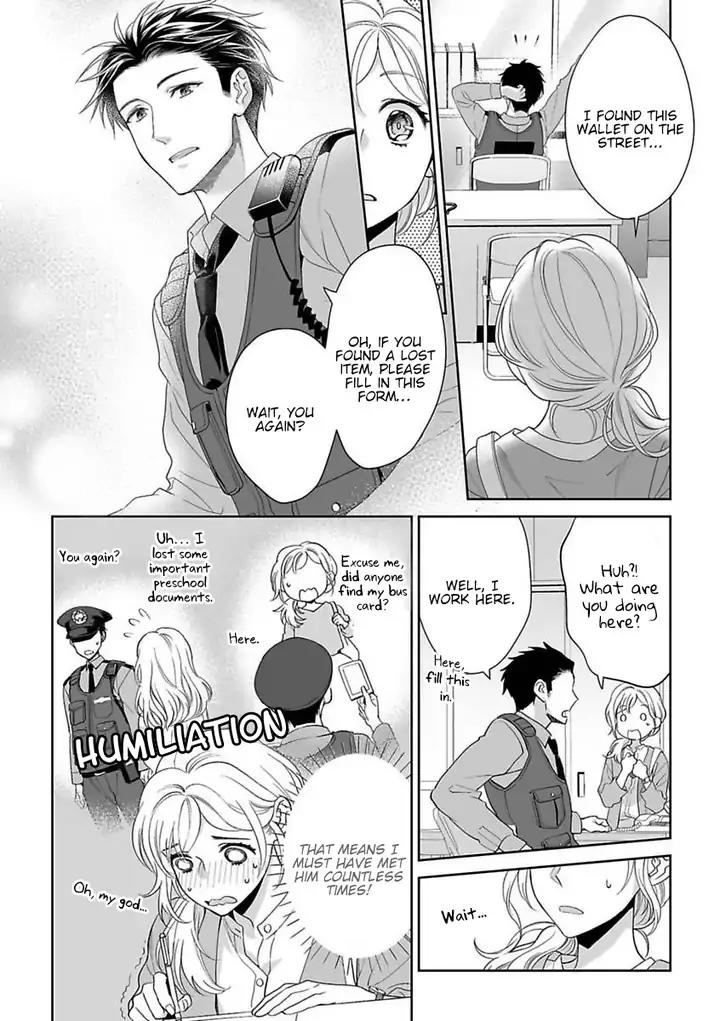 I FOUND THIS
WALLET ON THE
STREET...
OH, IF YOU
FOUND A LOST
ITEM, PLEASE
FILL IN THIS
FORM...
WAIT, YOU
AGAIN?
Huh?!
What are
you doing
here?
WELL, I
WORK HERE.
Here,
fill this
in.
Wait...
Excuse me,
did anyone
find my bus
card?
Here.
Uh... I
lost some
important
preschool
documents.
You again?
HUMILIATION
THAT MEANS I
MUST HAVE MET
HIM COUNTLESS
TIMES!
Oh, my god...